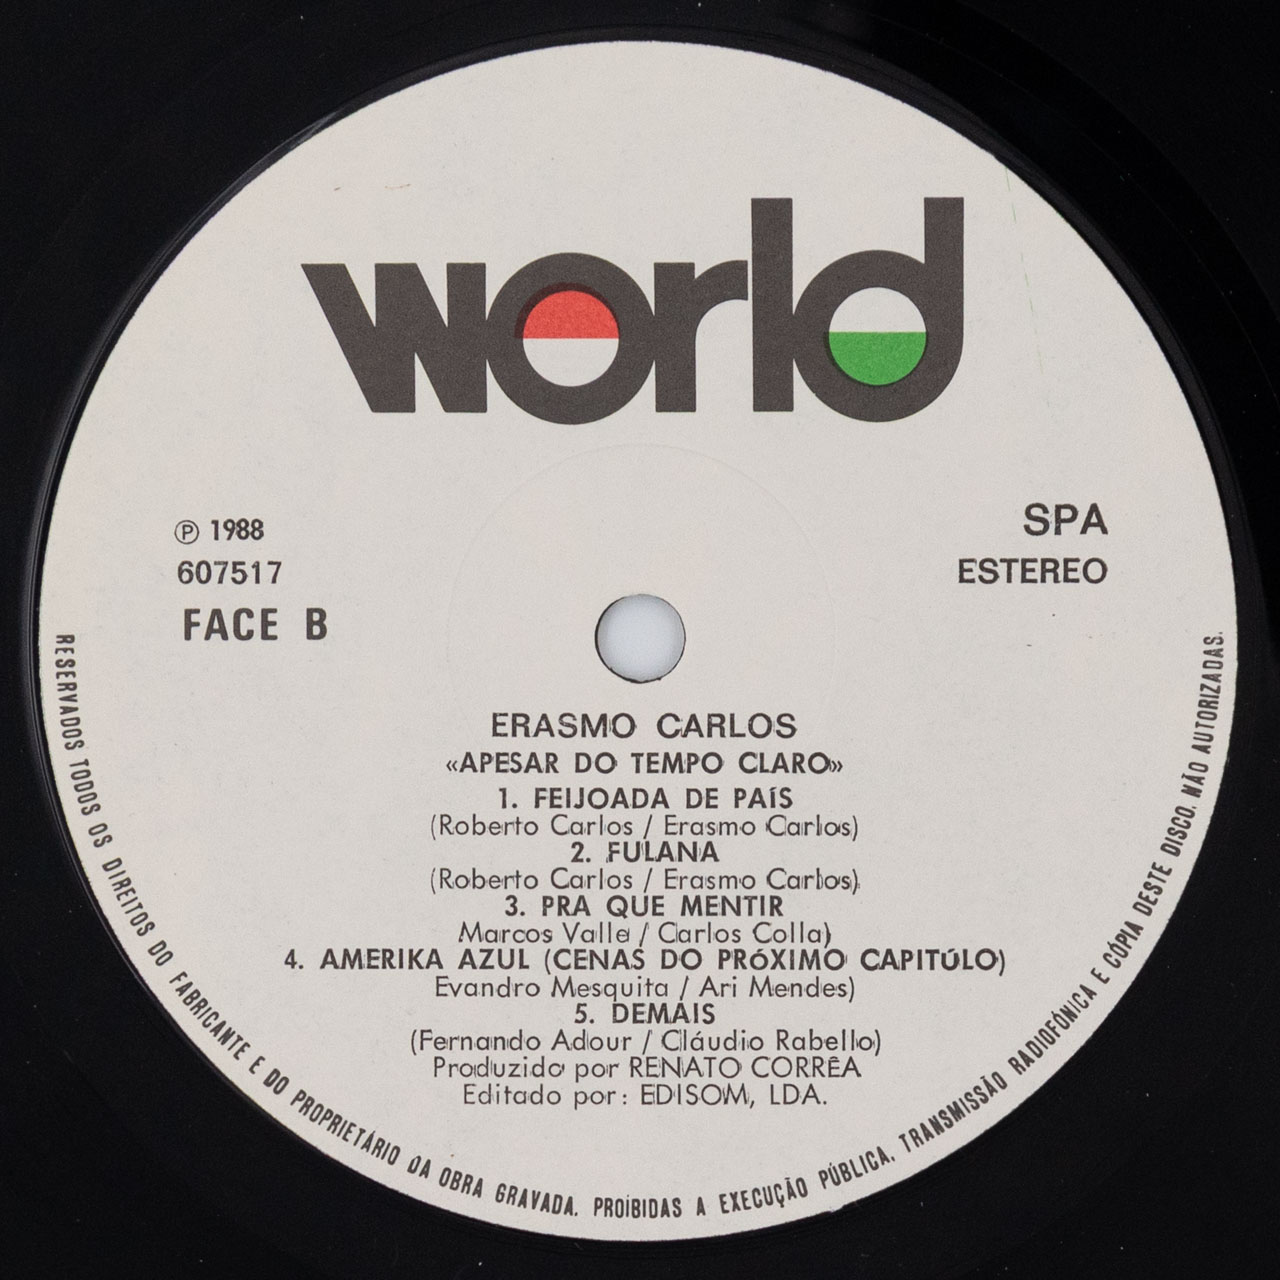 world
℗ 1988
607517
FACE B
SPA
ESTEREO
ERASMO CARLOS
«APESAR DO TEMPO CLARO»
1. FEIJOADA DE PAÍS
(Roberto Carlos / Erasmo Carlos)
2. FULANA
(Roberto Carlos / Erasmo Carlos)
3. PRA QUE MENTIR
Marcos Valle / Carlos Colla)
4. AMERIKA AZUL (CENAS DO PRÓXIMO CAPITÚLO)
Evandro Mesquita / Ari Mendes)
5. DEMAIS
(Fernando Adour / Cláudio Rabello)
Produzido por RENATO CORRÊA
Editado por: EDISOM, LDA.
RESERVADOS TODOS OS DIREITOS DO FABRICANTE E DO PROPRIETÁRIO DA OBRA GRAVADA. PROIBIDAS A EXECUÇÃO PÚBLICA, TRANSMISSÃO RADIOFÔNICA E CÓPIA DESTE DISCO. NÃO AUTORIZADAS.